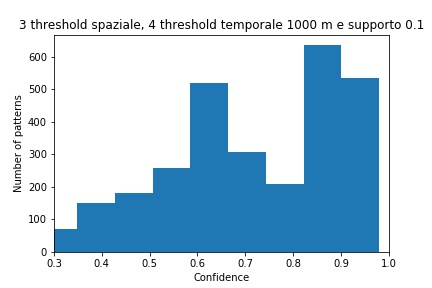 3 threshold spaziale, 4 threshold temporale 1000 m e supporto 0.1
600
500
400
300
200
100
0
Number of patterns
0.3 0.4 0.5 0.6 0.7 0.8 0.9 1.0
Confidence